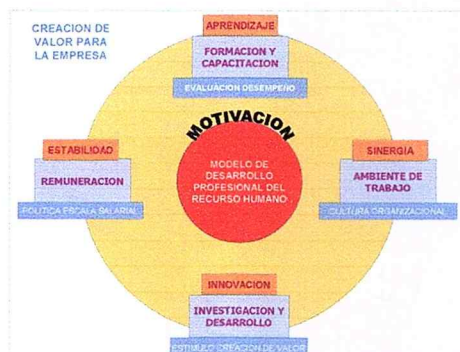 CREACION DE
VALOR PARA
LA EMPRESA
APRENDIZAJE
FORMACION Y
CAPACITACION
EVALUACION DESEMPEÑO
MOTIVACION
ESTABILIDAD
REMUNERACION
POLITICA ESCALA SALARIAL
MODELO DE
DESARROLLO
PROFESIONAL DEL
RECURSO HUMANO
SINERGIA
AMBIENTE DE
TRABAJO
CULTURA ORGANIZACIONAL
INNOVACION
INVESTIGACION Y
DESARROLLO
ESTIMULO CREACION DE VALOR